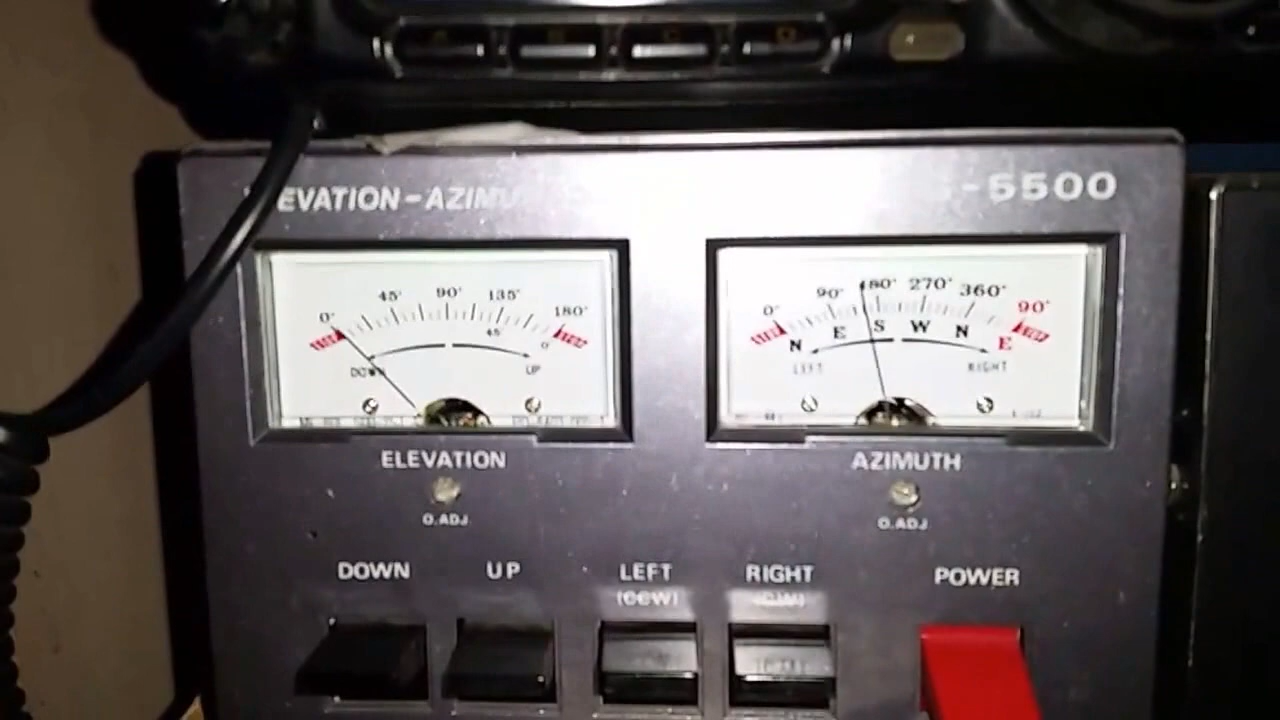 A B C D
EVATION-AZIMU -5500
0° 45° 90° 135° 180°
45° 0°
DOWN UP
0° 90° 180° 270° 360° 90°
N E S W N E
LEFT RIGHT
ELEVATION AZIMUTH
O.ADJ O.ADJ
DOWN UP LEFT RIGHT POWER
(CCW) (CW)